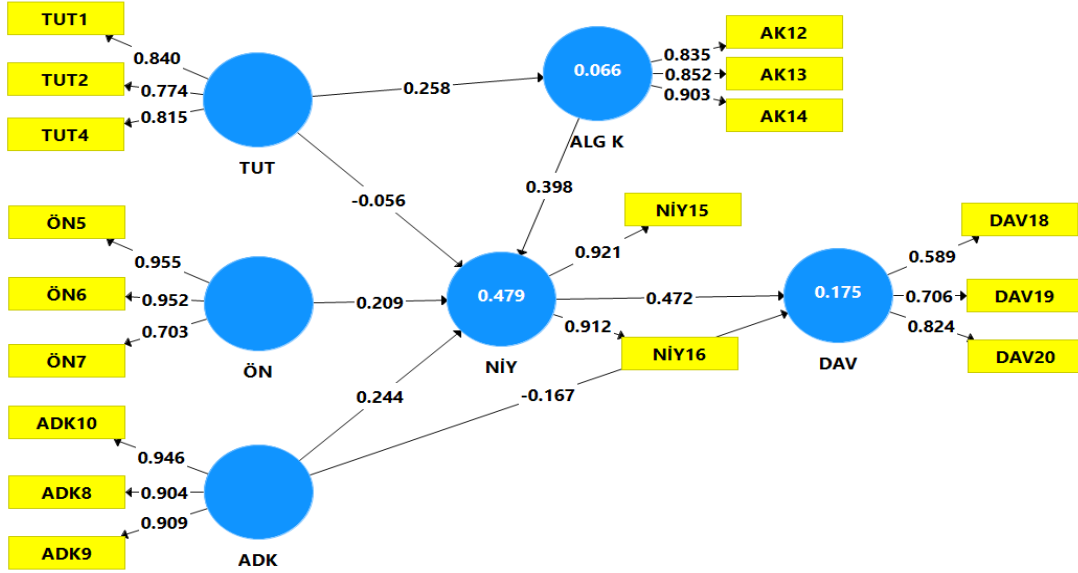 TUT1
0.840
TUT2
0.774
TUT4
0.815
TUT
0.258
0.066
ALG K
0.835
AK12
0.852
AK13
0.903
AK14
-0.056
0.398
ÖN5
0.955
ÖN6
0.952
ÖN7
0.703
ÖN
0.209
0.479
NİY
0.921
NİY15
0.912
NİY16
0.472
0.175
DAV
0.589
DAV18
0.706
DAV19
0.824
DAV20
0.244
-0.167
ADK10
0.946
ADK8
0.904
ADK9
0.909
ADK